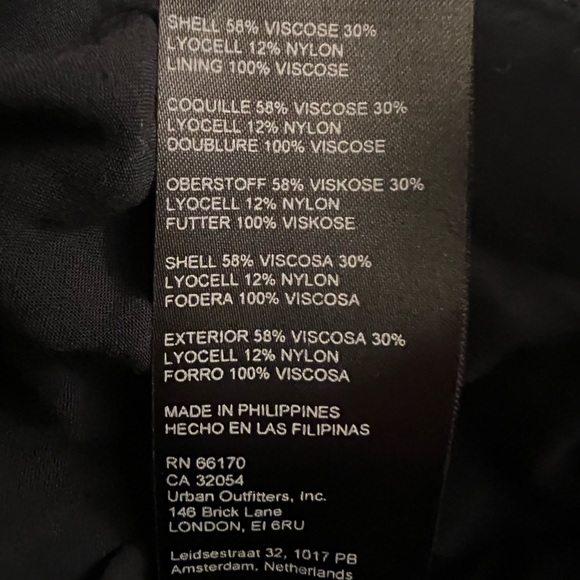 SHELL 58% VISCOSE 30%
LYOCELL 12% NYLON
LINING 100% VISCOSE
COQUILLE 58% VISCOSE 30%
LYOCELL 12% NYLON
DOUBLURE 100% VISCOSE
OBERSTOFF 58% VISKOSE 30%
LYOCELL 12% NYLON
FUTTER 100% VISKOSE
SHELL 58% VISCOSA 30%
LYOCELL 12% NYLON
FODERA 100% VISCOSA
EXTERIOR 58% VISCOSA 30%
LYOCELL 12% NYLON
FORRO 100% VISCOSA
MADE IN PHILIPPINES
HECHO EN LAS FILIPINAS
RN 66170
CA 32054
Urban Outfitters, Inc.
146 Brick Lane
LONDON, EI 6RU
Leidsestraat 32, 1017 PB
Amsterdam, Netherlands